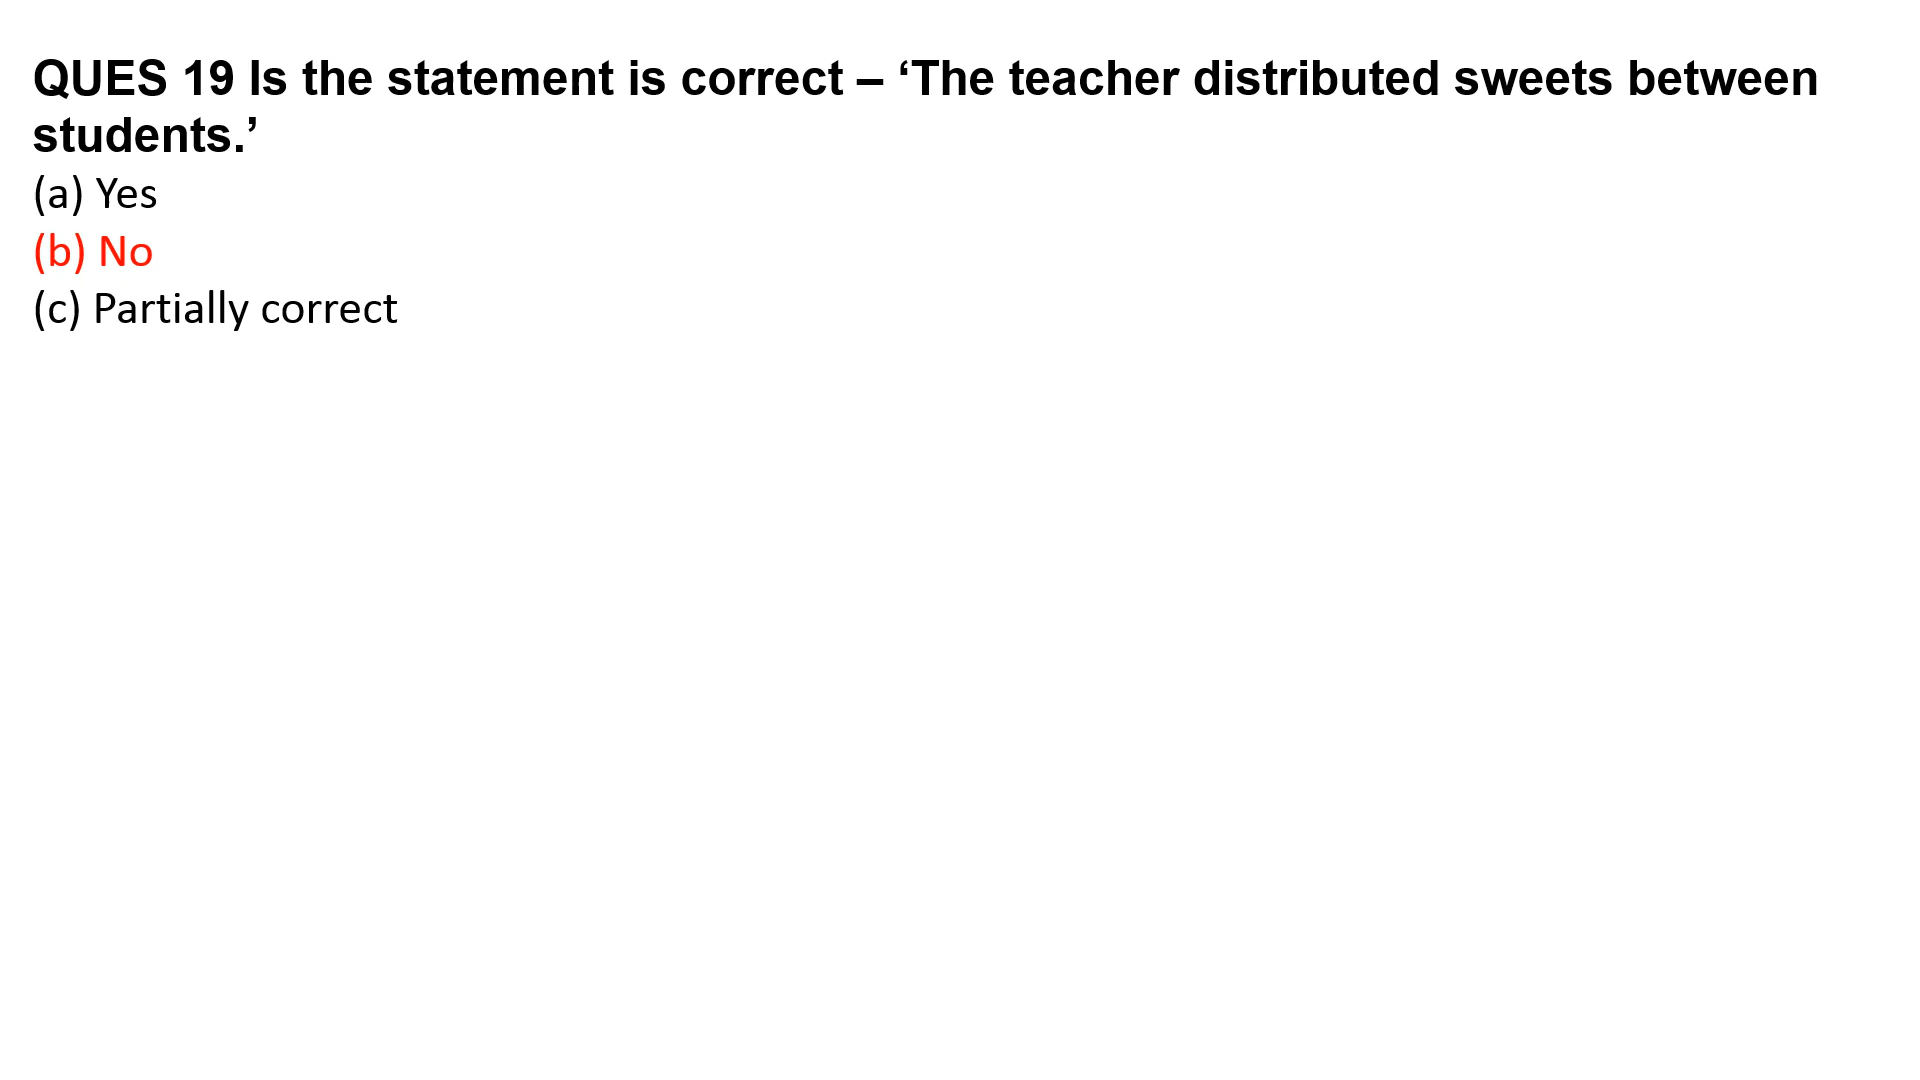 QUES 19 Is the statement is correct – ‘The teacher distributed sweets between
students.’
(a) Yes
(b) No
(c) Partially correct